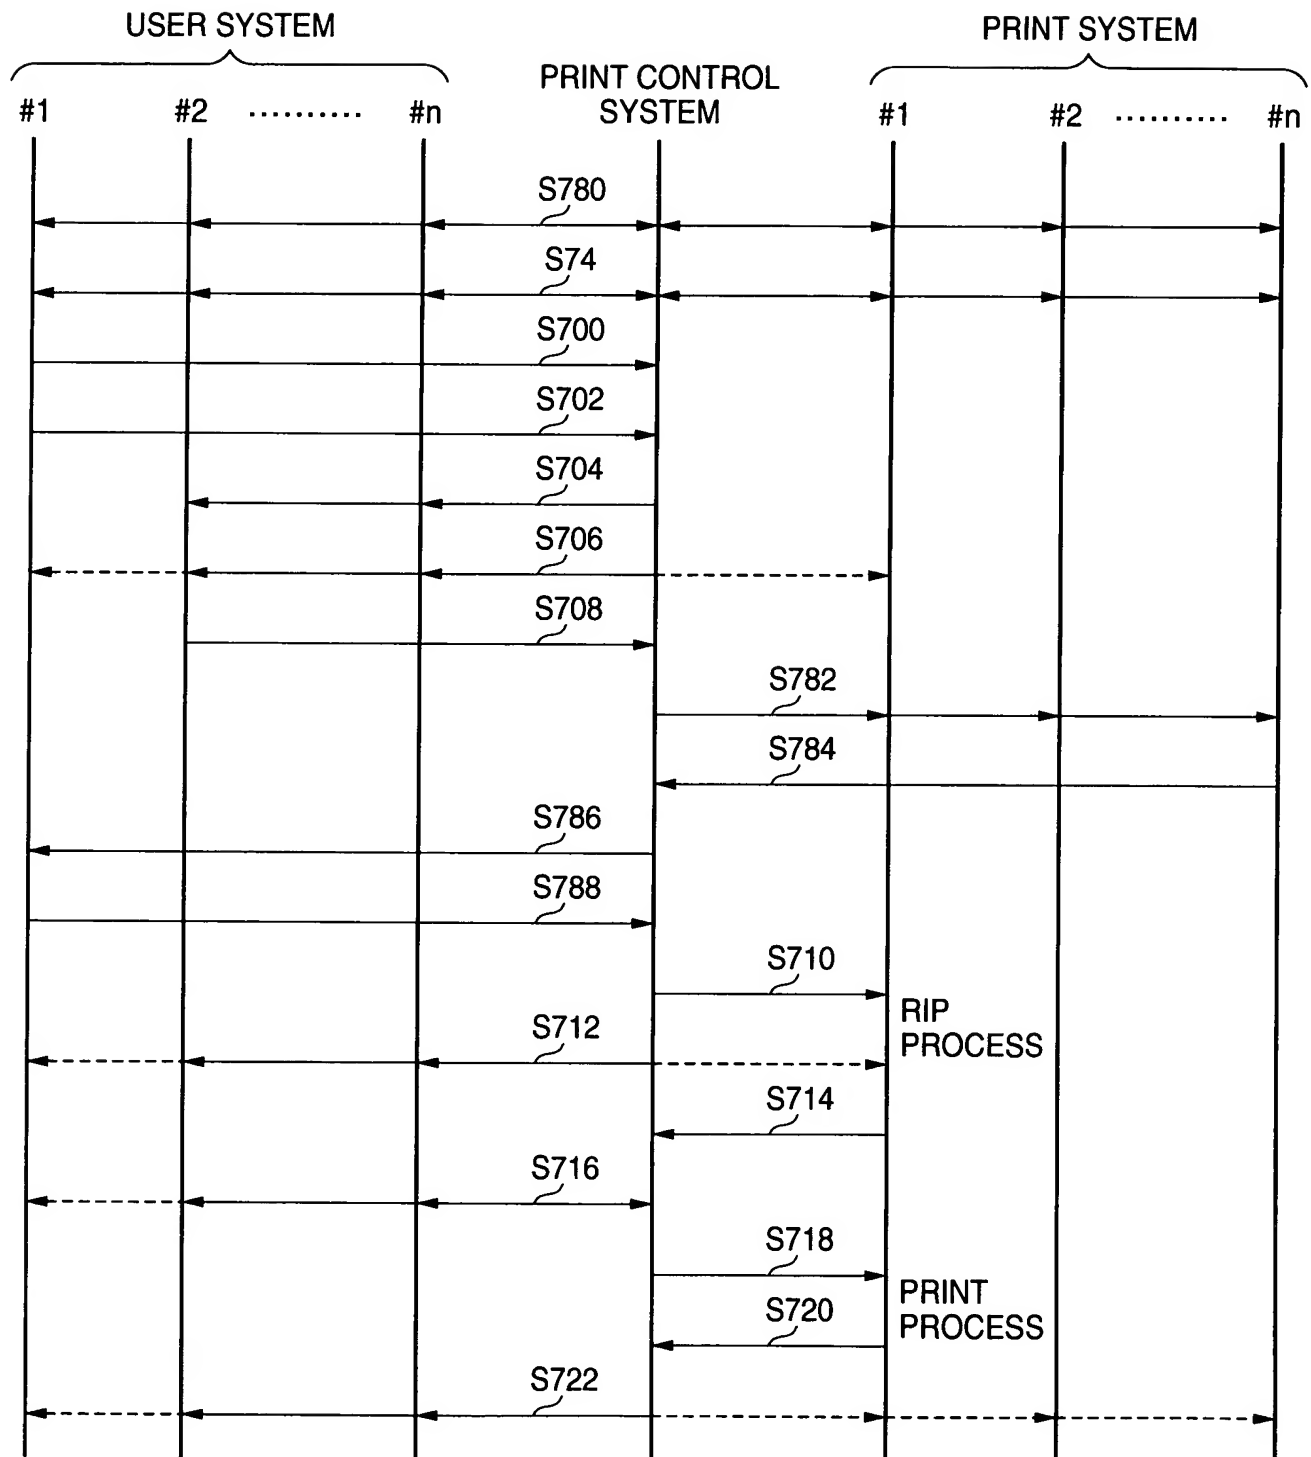 USER SYSTEM
PRINT SYSTEM
PRINT CONTROL
SYSTEM
#1 #2 .......... #n
#1 #2 .......... #n
S780
S74
S700
S702
S704
S706
S708
S782
S784
S786
S788
S710
RIP
PROCESS
S712
S714
S716
S718
PRINT
PROCESS
S720
S722